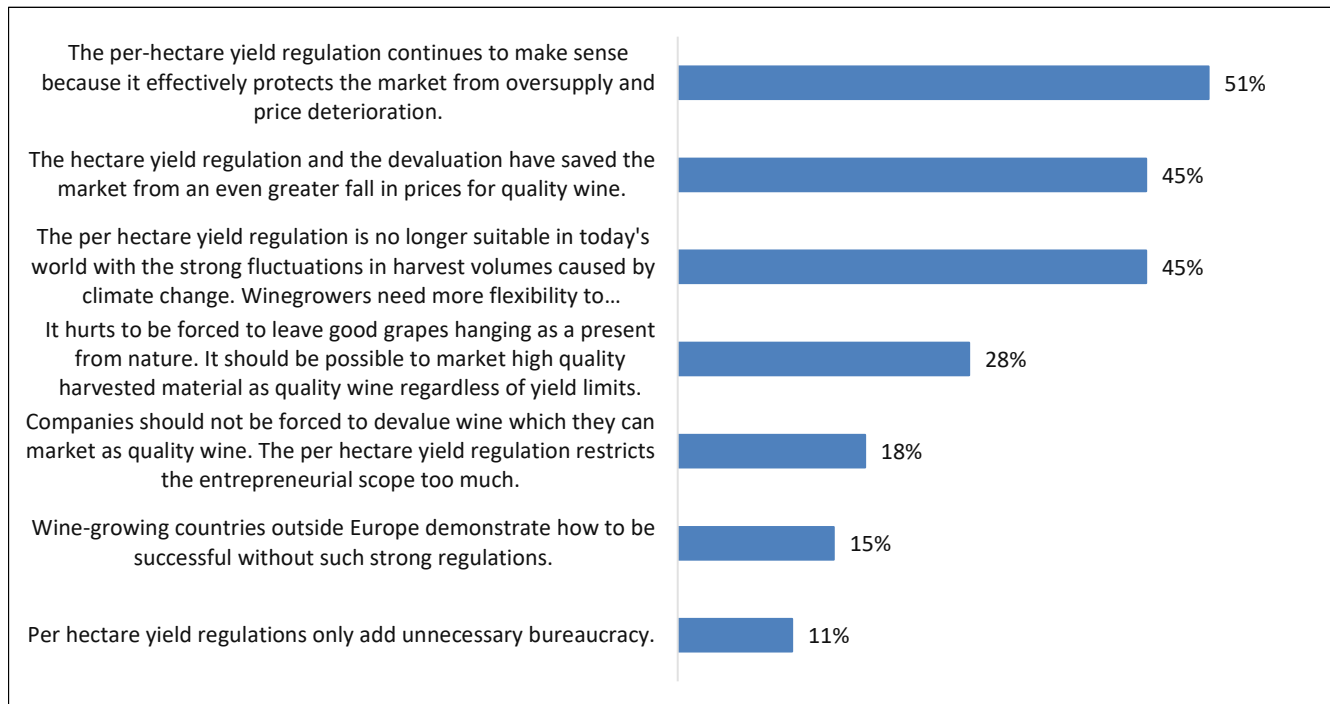 The per-hectare yield regulation continues to make sense
because it effectively protects the market from oversupply and
price deterioration.
51%
The hectare yield regulation and the devaluation have saved the
market from an even greater fall in prices for quality wine.
45%
The per hectare yield regulation is no longer suitable in today's
world with the strong fluctuations in harvest volumes caused by
climate change. Winegrowers need more flexibility to…
45%
It hurts to be forced to leave good grapes hanging as a present
from nature. It should be possible to market high quality
harvested material as quality wine regardless of yield limits.
28%
Companies should not be forced to devalue wine which they can
market as quality wine. The per hectare yield regulation restricts
the entrepreneurial scope too much.
18%
Wine-growing countries outside Europe demonstrate how to be
successful without such strong regulations.
15%
Per hectare yield regulations only add unnecessary bureaucracy.
11%